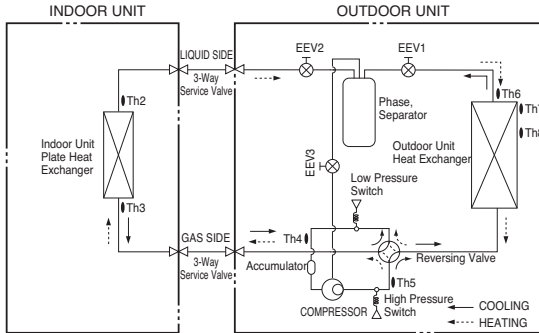 INDOOR UNIT
OUTDOOR UNIT
LIQUID SIDE
3-Way
Service Valve
EEV2
EEV1
Th2
Th6
Th7
Th8
Phase,
Separator
Indoor Unit
Plate Heat
Exchanger
Outdoor Unit
Heat Exchanger
EEV3
Low Pressure
Switch
Th3
GAS SIDE
3-Way
Service Valve
Th4
Reversing Valve
Accumulator
Th5
COMPRESSOR
High Pressure
Switch
COOLING
HEATING